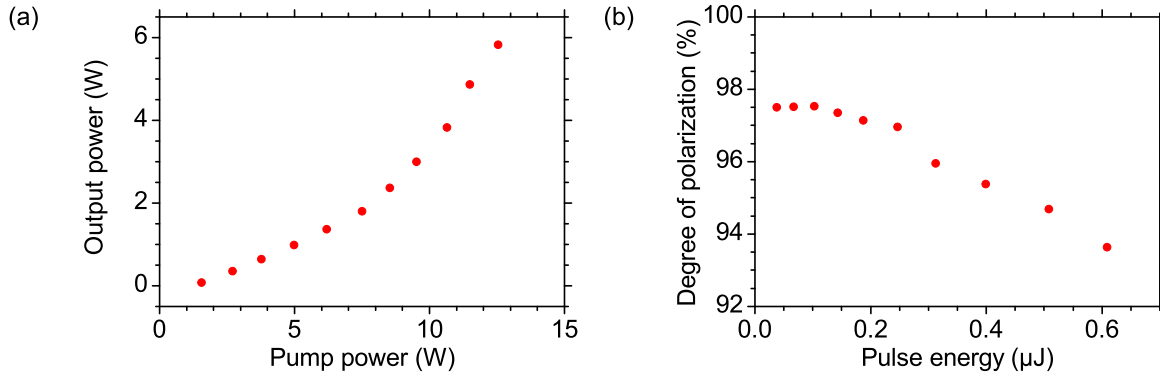 (a)
Output power (W)
6
4
2
0
0 5 10 15
Pump power (W)
(b)
Degree of polarization (%)
100
98
96
94
92
0.0 0.2 0.4 0.6
Pulse energy (µJ)